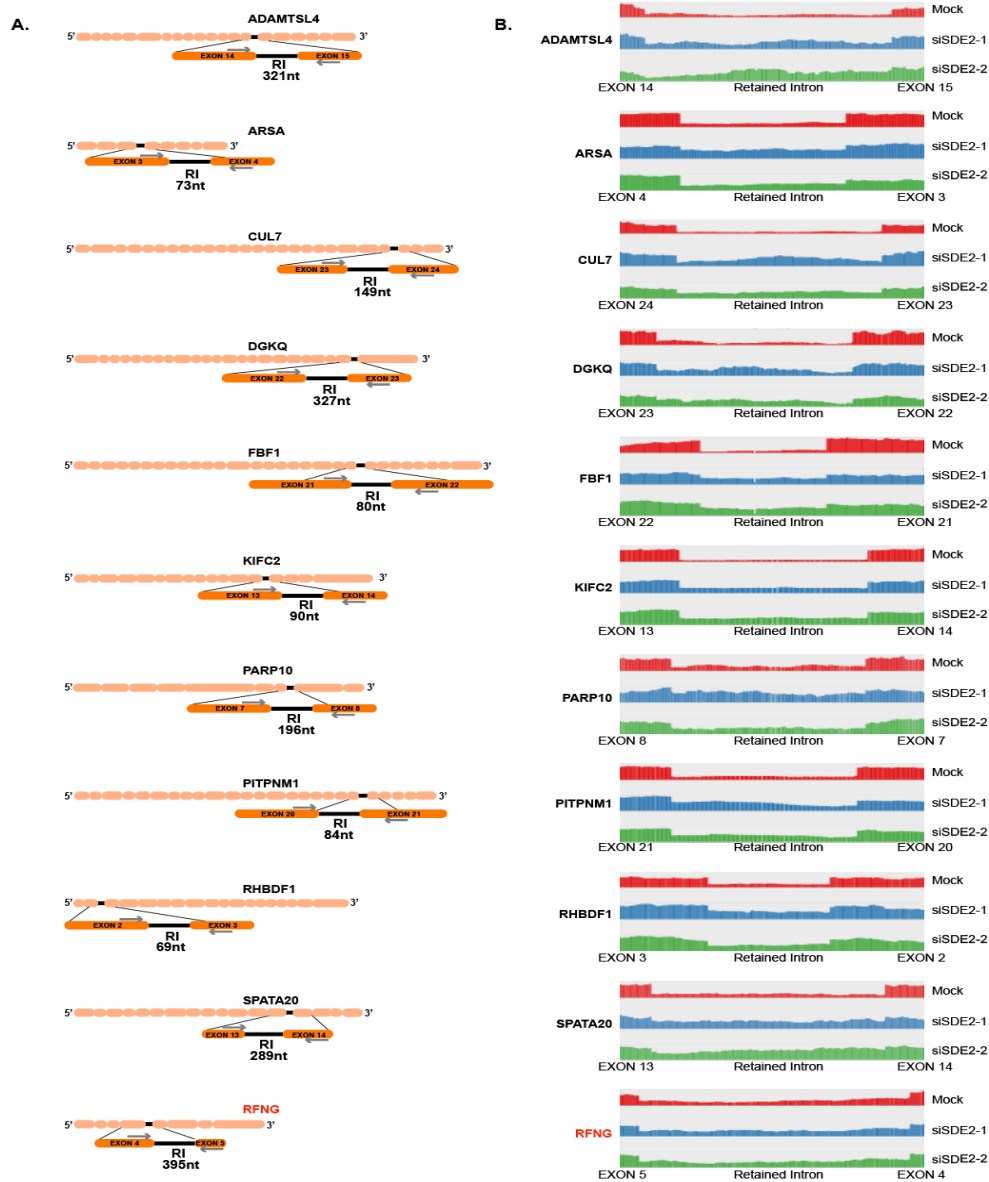 A.
ADAMTSL4
5' 3'
EXON 14 EXON 15
RI
321nt
ARSA
5' 3'
EXON 3 EXON 4
RI
73nt
CUL7
5' 3'
EXON 23 EXON 24
RI
149nt
DGKQ
5' 3'
EXON 22 EXON 23
RI
327nt
FBF1
5' 3'
EXON 21 EXON 22
RI
80nt
KIFC2
5' 3'
EXON 13 EXON 14
RI
90nt
PARP10
5' 3'
EXON 7 EXON 8
RI
196nt
PITPNM1
5' 3'
EXON 20 EXON 21
RI
84nt
RHBDF1
5' 3'
EXON 2 EXON 3
RI
69nt
SPATA20
5' 3'
EXON 13 EXON 14
RI
289nt
RFNG
5' 3'
EXON 4 EXON 5
RI
395nt
B.
Mock
ADAMTSL4 siSDE2-1
siSDE2-2
EXON 14 Retained Intron EXON 15
Mock
ARSA siSDE2-1
siSDE2-2
EXON 4 Retained Intron EXON 3
Mock
CUL7 siSDE2-1
siSDE2-2
EXON 24 Retained Intron EXON 23
Mock
DGKQ siSDE2-1
siSDE2-2
EXON 23 Retained Intron EXON 22
Mock
FBF1 siSDE2-1
siSDE2-2
EXON 22 Retained Intron EXON 21
Mock
KIFC2 siSDE2-1
siSDE2-2
EXON 13 Retained Intron EXON 14
Mock
PARP10 siSDE2-1
siSDE2-2
EXON 8 Retained Intron EXON 7
Mock
PITPNM1 siSDE2-1
siSDE2-2
EXON 21 Retained Intron EXON 20
Mock
RHBDF1 siSDE2-1
siSDE2-2
EXON 3 Retained Intron EXON 2
Mock
SPATA20 siSDE2-1
siSDE2-2
EXON 13 Retained Intron EXON 14
Mock
RFNG siSDE2-1
siSDE2-2
EXON 5 Retained Intron EXON 4